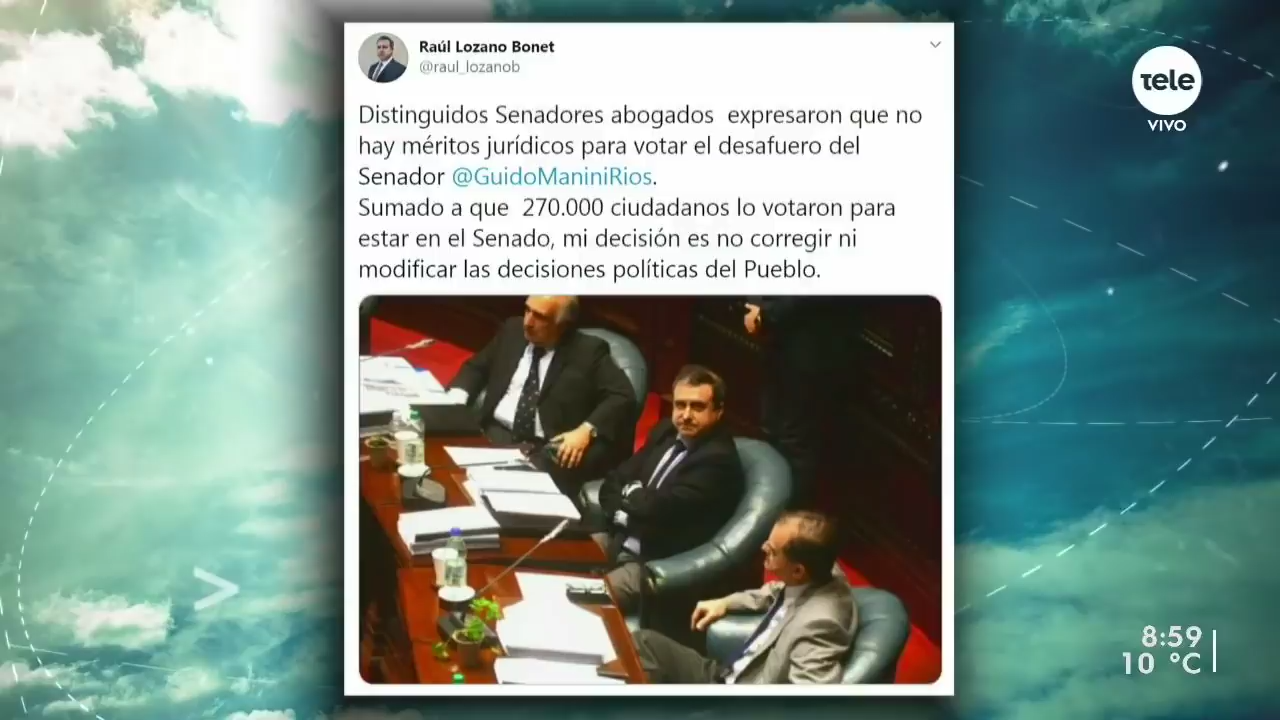 Raúl Lozano Bonet
@raul_lozanob
Distinguidos Senadores abogados expresaron que no
hay méritos jurídicos para votar el desafuero del
Senador @GuidoManiniRios.
Sumado a que 270.000 ciudadanos lo votaron para
estar en el Senado, mi decisión es no corregir ni
modificar las decisiones políticas del Pueblo.
tele
VIVO
8:59
10 °C